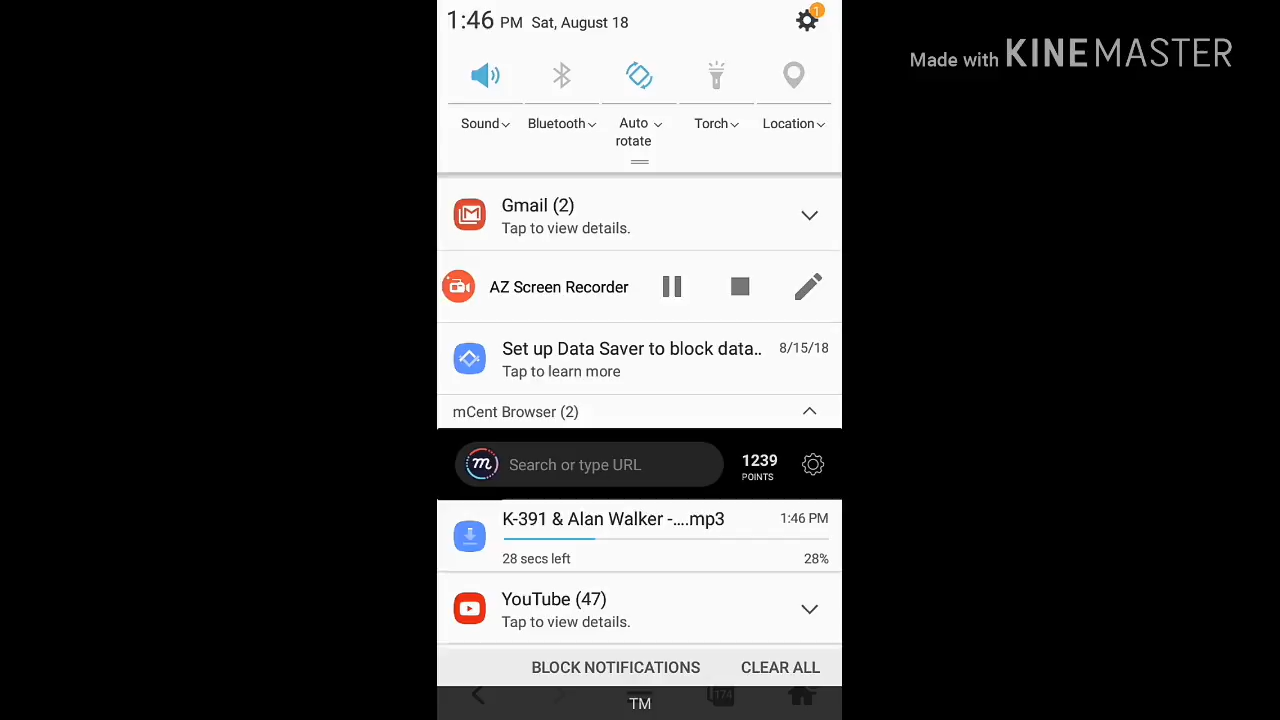 1:46 PM Sat, August 18
1
Made with KINEMASTER
Sound
Bluetooth
Auto rotate
Torch
Location
Gmail (2)
Tap to view details.
AZ Screen Recorder
Set up Data Saver to block data..
8/15/18
Tap to learn more
mCent Browser (2)
m
Search or type URL
1239
POINTS
K-391 & Alan Walker -....mp3
1:46 PM
28 secs left
28%
YouTube (47)
Tap to view details.
BLOCK NOTIFICATIONS
CLEAR ALL
174
TM